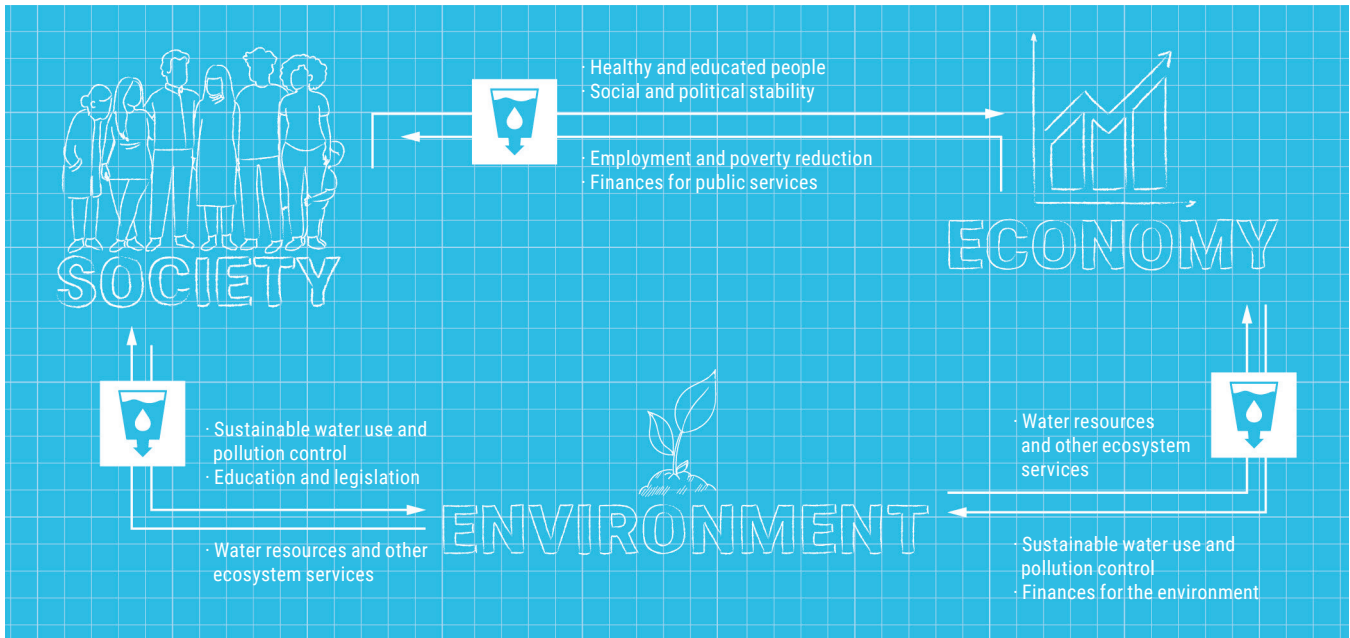 · Healthy and educated people
· Social and political stability
· Employment and poverty reduction
· Finances for public services
SOCIETY
ECONOMY
· Sustainable water use and
pollution control
· Education and legislation
· Water resources and other
ecosystem services
ENVIRONMENT
· Water resources
and other ecosystem
services
· Sustainable water use and
pollution control
· Finances for the environment